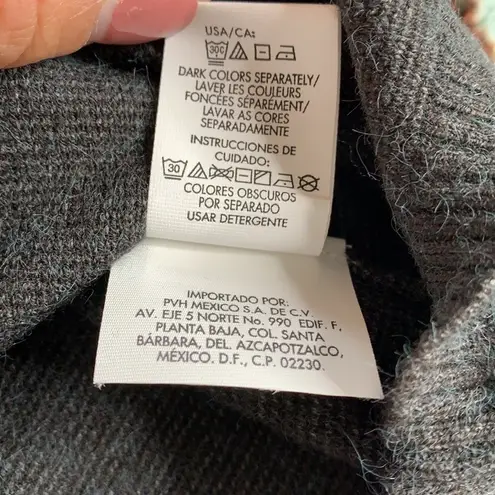 USA/CA:
30C
DARK COLORS SEPARATELY/
LAVER LES COULEURS
FONCÉES SÉPARÉMENT/
LAVAR AS CORES
SEPARADAMENTE
INSTRUCCIONES DE
CUIDADO:
30
COLORES OBSCUROS
POR SEPARADO
USAR DETERGENTE
IMPORTADO POR:
PVH MEXICO S.A. DE C.V.
AV. EJE 5 NORTE No. 990 EDIF. F,
PLANTA BAJA, COL. SANTA
BÁRBARA, DEL. AZCAPOTZALCO,
MÉXICO. D.F., C.P. 02230.